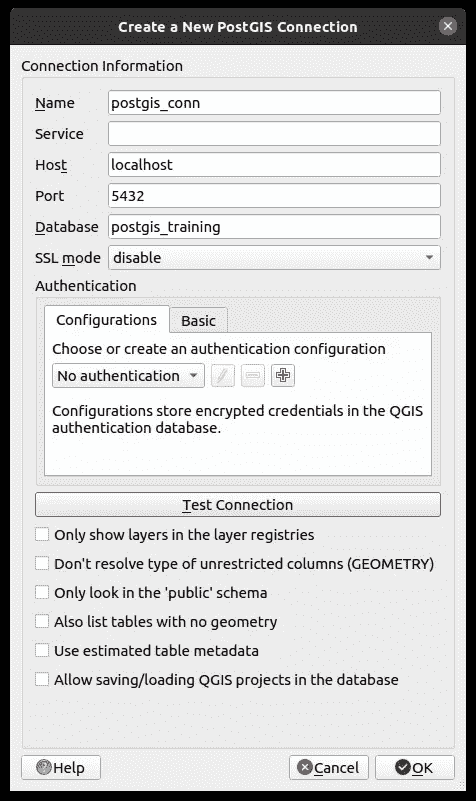 Create a New PostGIS Connection
Connection Information
Name postgis_conn
Service
Host localhost
Port 5432
Database postgis_training
SSL mode disable
Authentication
Configurations Basic
Choose or create an authentication configuration
No authentication
Configurations store encrypted credentials in the QGIS
authentication database.
Test Connection
Only show layers in the layer registries
Don't resolve type of unrestricted columns (GEOMETRY)
Only look in the 'public' schema
Also list tables with no geometry
Use estimated table metadata
Allow saving/loading QGIS projects in the database
Help Cancel OK